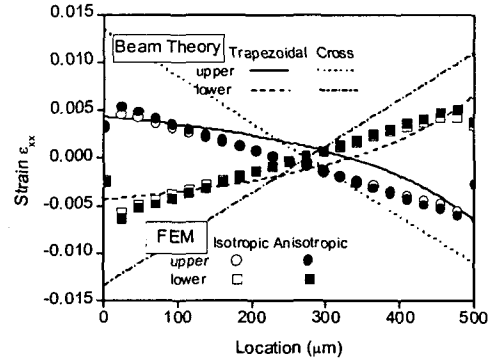 0.015
0.010
0.005
0.000
-0.005
-0.010
-0.015
Strain εxx
Beam Theory
Trapezoidal Cross
upper
lower
FEM
Isotropic Anisotropic
upper
lower
0 100 200 300 400 500
Location (μm)